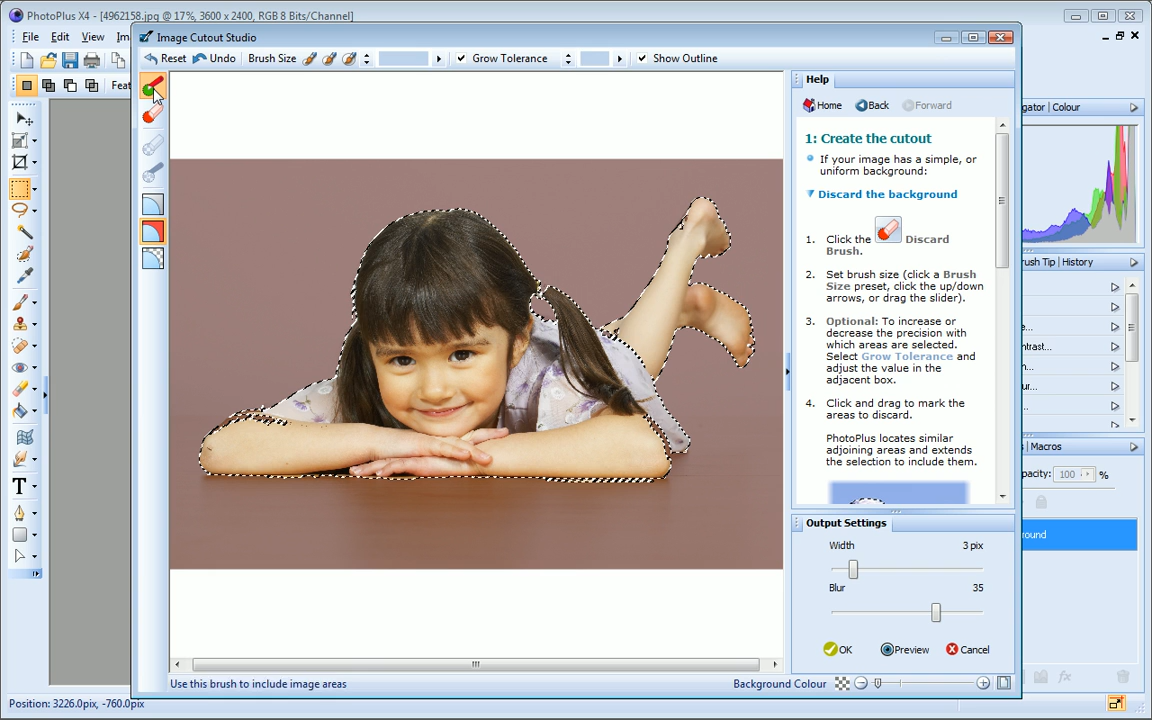 PhotoPlus X4 - [4962158.jpg @ 17%, 3600 x 2400, RGB 8 Bits/Channel]
File Edit View Im
Image Cutout Studio
Reset Undo Brush Size Grow Tolerance Show Outline
Feat
Help
Home Back Forward
1: Create the cutout
If your image has a simple, or
uniform background:
Discard the background
1. Click the Discard
Brush.
2. Set brush size (click a Brush
Size preset, click the up/down
arrows, or drag the slider).
3. Optional: To increase or
decrease the precision with
which areas are selected.
Select Grow Tolerance and
adjust the value in the
adjacent box.
4. Click and drag to mark the
areas to discard.
PhotoPlus locates similar
adjoining areas and extends
the selection to include them.
Output Settings
Width 3 pix
Blur 35
OK Preview Cancel
Use this brush to include image areas
Background Colour
gator | Colour
rush Tip | History
e...
ntrast...
n...
ur...
...
s | Macros
pacity: 100 %
round
fx
T
Position: 3226.0pix, -760.0pix